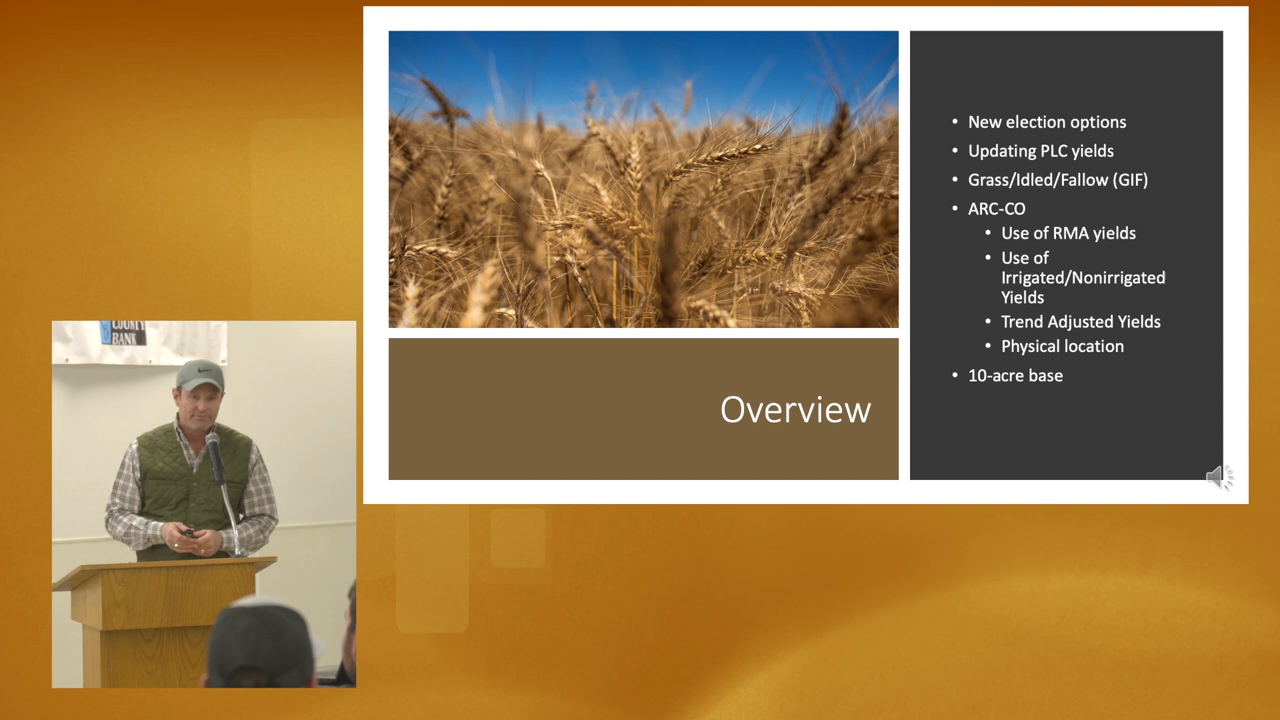 COUNTY
BANK
New election options
Updating PLC yields
Grass/Idled/Fallow (GIF)
ARC-CO
Use of RMA yields
Use of
Irrigated/Nonirrigated
Yields
Trend Adjusted Yields
Physical location
10-acre base
Overview